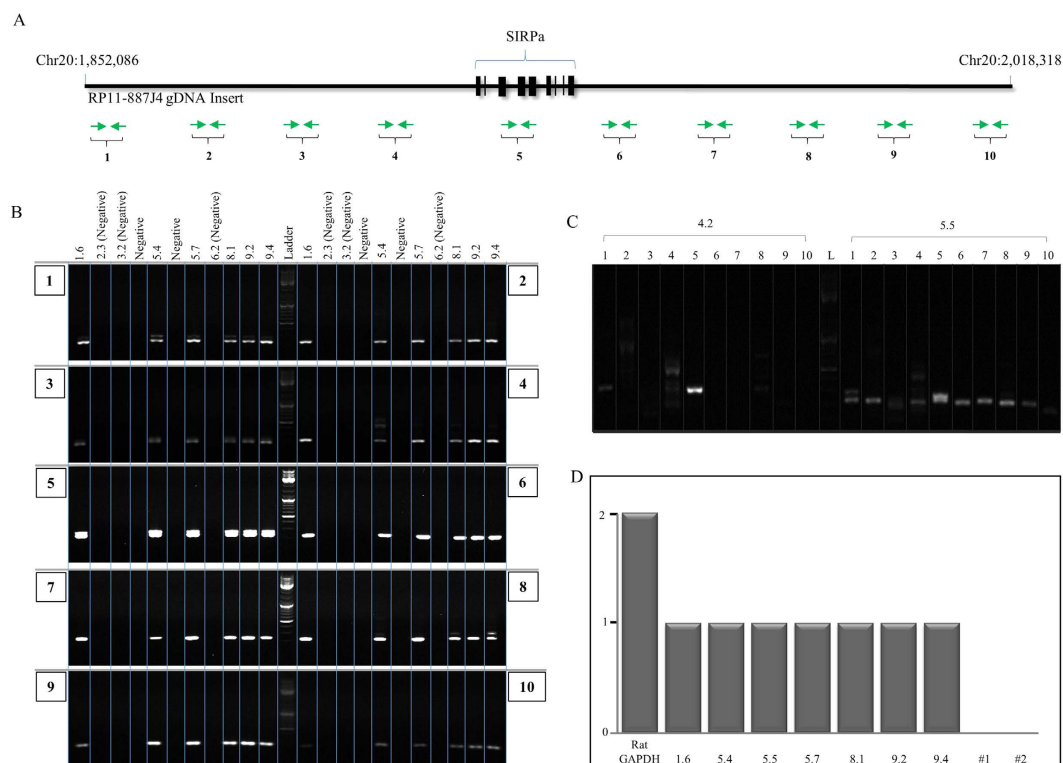 A
SIRPa
Chr20:1,852,086
Chr20:2,018,318
RP11-887J4 gDNA Insert
1 2 3 4 5 6 7 8 9 10
B
1.6 2.3 (Negative) 3.2 (Negative) Negative 5.4 Negative 5.7 6.2 (Negative) 8.1 9.2 9.4 Ladder 1.6 2.3 (Negative) 3.2 (Negative) Negative 5.4 Negative 5.7 6.2 (Negative) 8.1 9.2 9.4
1 2
3 4
5 6
7 8
9 10
C
4.2 5.5
1 2 3 4 5 6 7 8 9 10 L 1 2 3 4 5 6 7 8 9 10
D
2
1
0
Rat
GAPDH 1.6 5.4 5.5 5.7 8.1 9.2 9.4 #1 #2